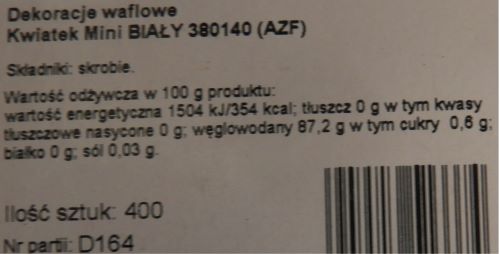 Dekoracje waflowe
Kwiatek Mini BIAŁY 380140 (AZF)
Składniki: skrobie.
Wartość odżywcza w 100 g produktu:
wartość energetyczna 1504 kJ/354 kcal; tłuszcz 0 g w tym kwasy
tłuszczowe nasycone 0 g; węglowodany 87,2 g w tym cukry 0,6 g;
białko 0 g; sól 0,03 g.
Ilość sztuk: 400
Nr partii: D164